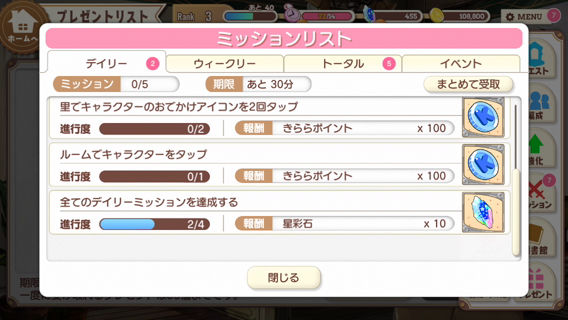 ホームへ
プレゼントリスト
Rank 3
あと 40
455
108,800
MENU 7
ミッションリスト
デイリー 2
ウィークリー
トータル 5
イベント
ミッション 0/5
期限 あと 30分
まとめて受取
里でキャラクターのおでかけアイコンを2回タップ
進行度 0/2 報酬 きららポイント x 100
ルームでキャラクターをタップ
進行度 0/1 報酬 きららポイント x 100
全てのデイリーミッションを達成する
進行度 2/4 報酬 星彩石 x 10
閉じる
エスト
編成
強化
ッション
書館
ゼント